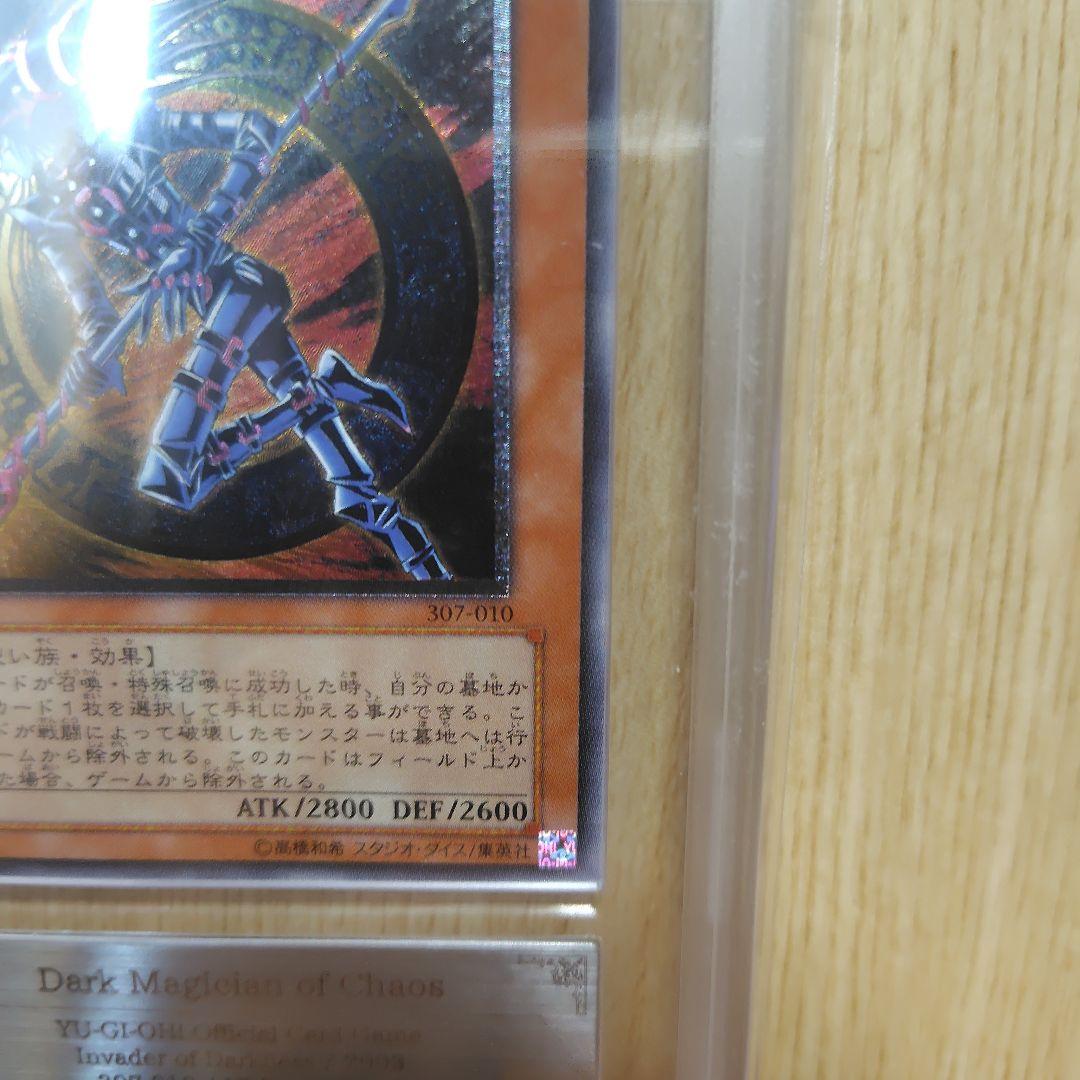 307-010
い族・効果】
ードが召喚・特殊召喚に成功した時、自分の墓地か
カード1枚を選択して手札に加える事ができる。こ
ドが戦闘によって破壊したモンスターは墓地へは行
ームから除外される。このカードはフィールド上か
た場合、ゲームから除外される。
ATK/2800 DEF/2600
©高橋和希 スタジオ・ダイス/集英社
Dark Magician of Chaos
YU-GI-OH! Official Card Game
Invader of Darkness / 2003